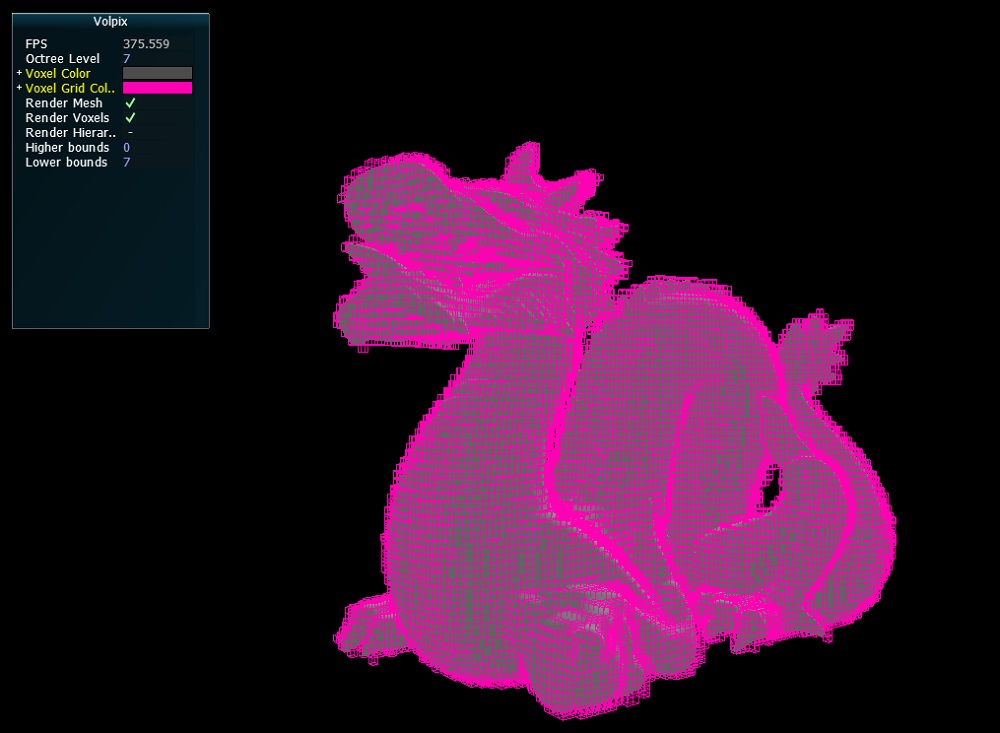 Volpix
FPS 375.559
Octree Level 7
+ Voxel Color
+ Voxel Grid Col..
Render Mesh ✓
Render Voxels ✓
Render Hierar.. -
Higher bounds 0
Lower bounds 7